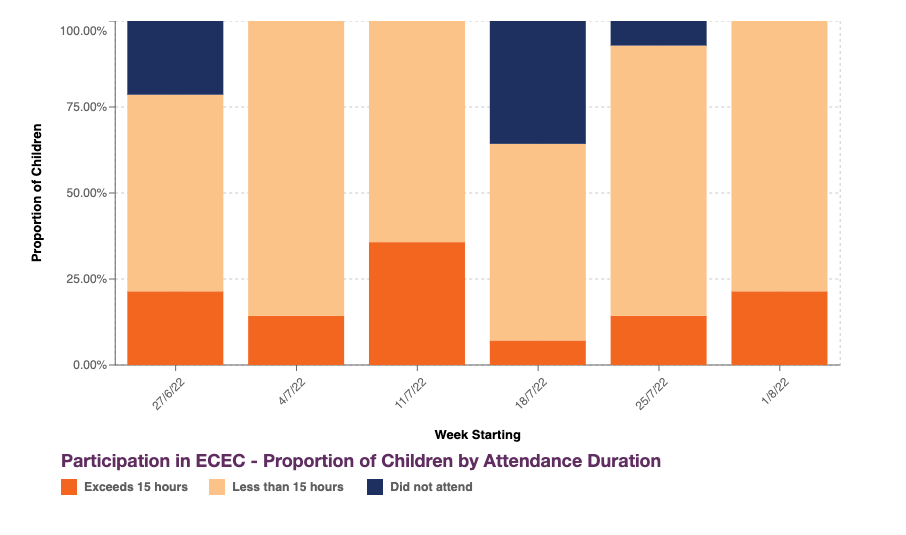 100.00%
75.00%
50.00%
25.00%
0.00%
Proportion of Children
27/6/22
4/7/22
11/7/22
18/7/22
25/7/22
1/8/22
Week Starting
Participation in ECEC - Proportion of Children by Attendance Duration
Exceeds 15 hours Less than 15 hours Did not attend